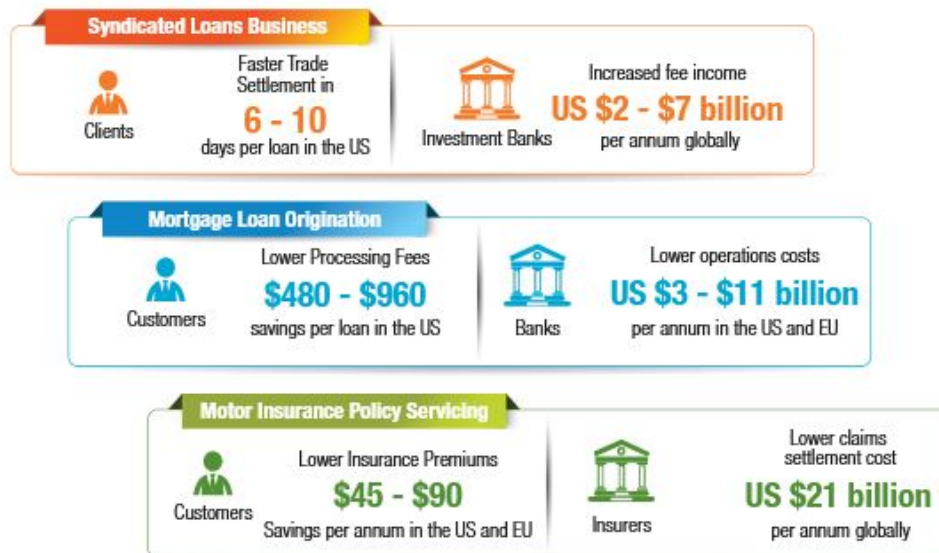 Syndicated Loans Business
Clients
Faster Trade
Settlement in
6 - 10
days per loan in the US
Investment Banks
Increased fee income
US $2 - $7 billion
per annum globally
Mortgage Loan Origination
Customers
Lower Processing Fees
$480 - $960
savings per loan in the US
Banks
Lower operations costs
US $3 - $11 billion
per annum in the US and EU
Motor Insurance Policy Servicing
Customers
Lower Insurance Premiums
$45 - $90
Savings per annum in the US and EU
Insurers
Lower claims
settlement cost
US $21 billion
per annum globally